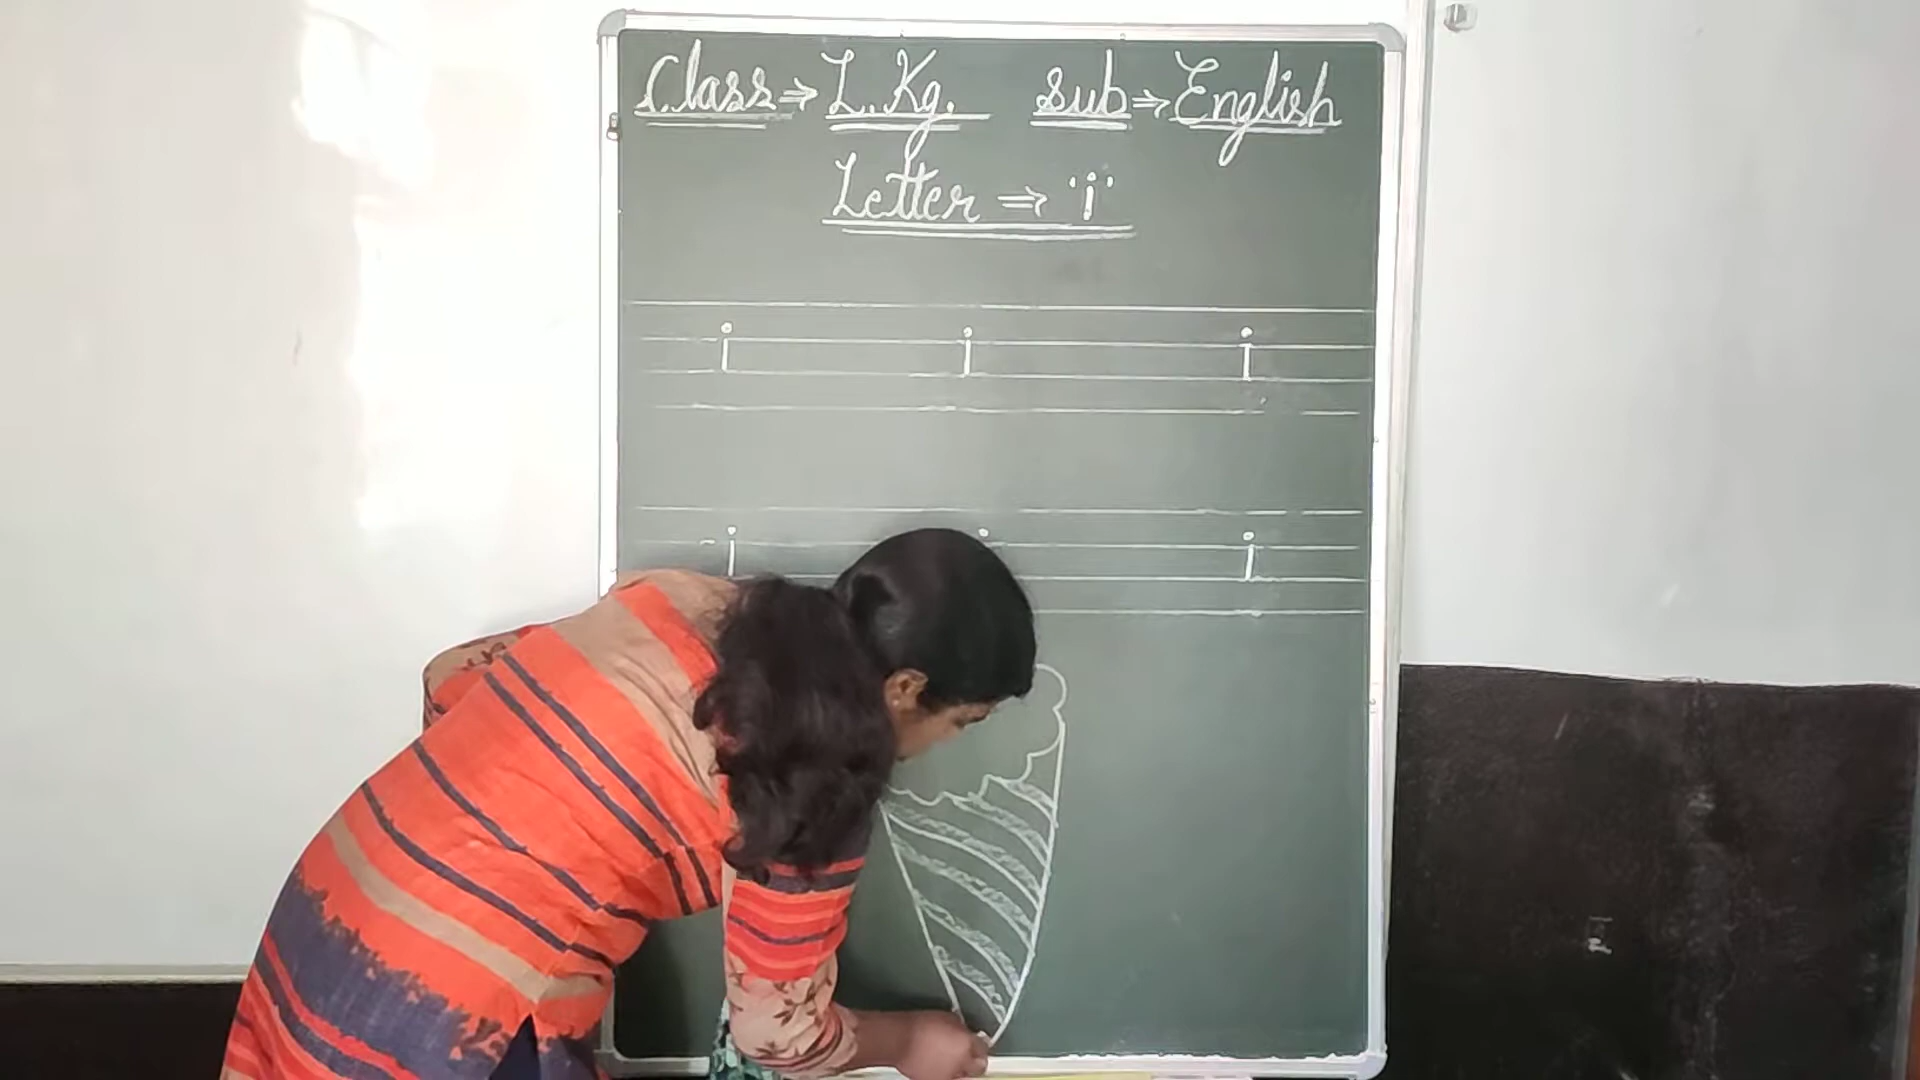 Class ⇒ L.Kg. Sub ⇒ English
Letter ⇒ 'i'
i i i
i i i